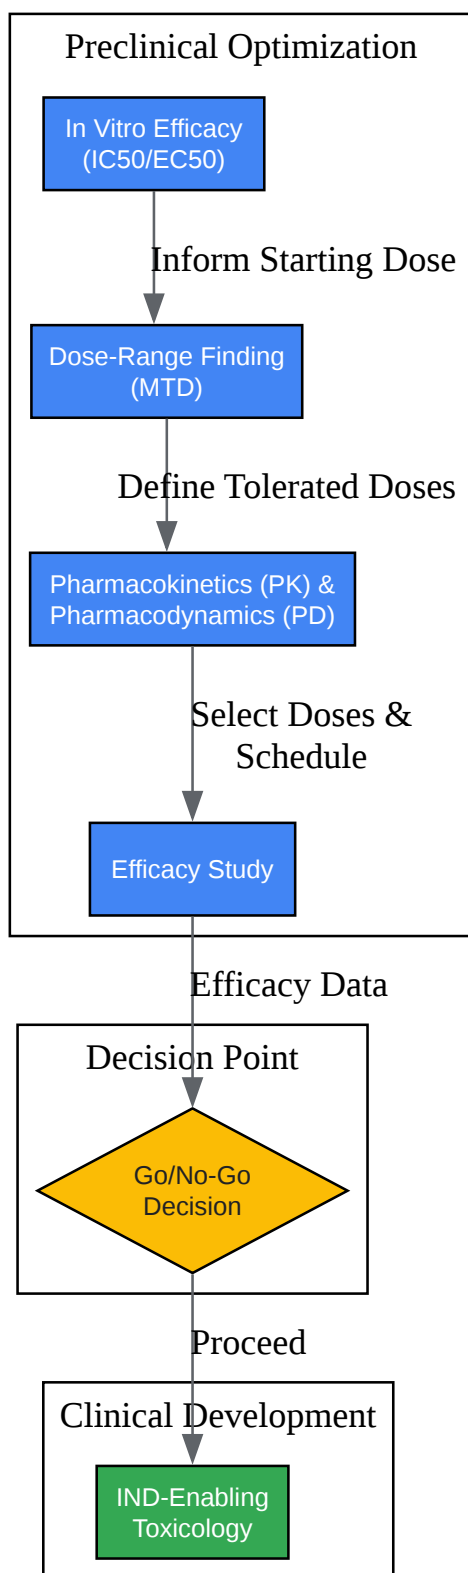 Preclinical Optimization
In Vitro Efficacy
(IC50/EC50)
Inform Starting Dose
Dose-Range Finding
(MTD)
Define Tolerated Doses
Pharmacokinetics (PK) &
Pharmacodynamics (PD)
Select Doses &
Schedule
Efficacy Study
Efficacy Data
Decision Point
Go/No-Go
Decision
Proceed
Clinical Development
IND-Enabling
Toxicology